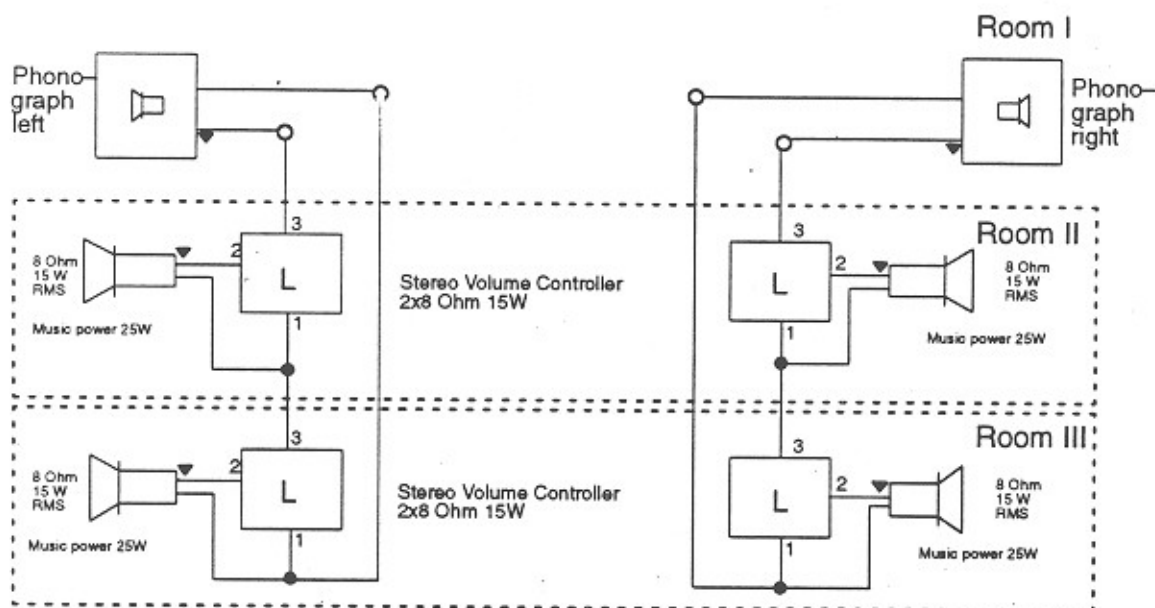 Room I
Phono
graph
left
Phono
graph
right
3
2
L
1
8 Ohm
15 W
RMS
Music power 25W
Stereo Volume Controller
2x8 Ohm 15W
Room II
3
2
L
1
8 Ohm
15 W
RMS
Music power 25W
3
2
L
1
8 Ohm
15 W
RMS
Music power 25W
Stereo Volume Controller
2x8 Ohm 15W
Room III
3
2
L
1
8 Ohm
15 W
RMS
Music power 25W